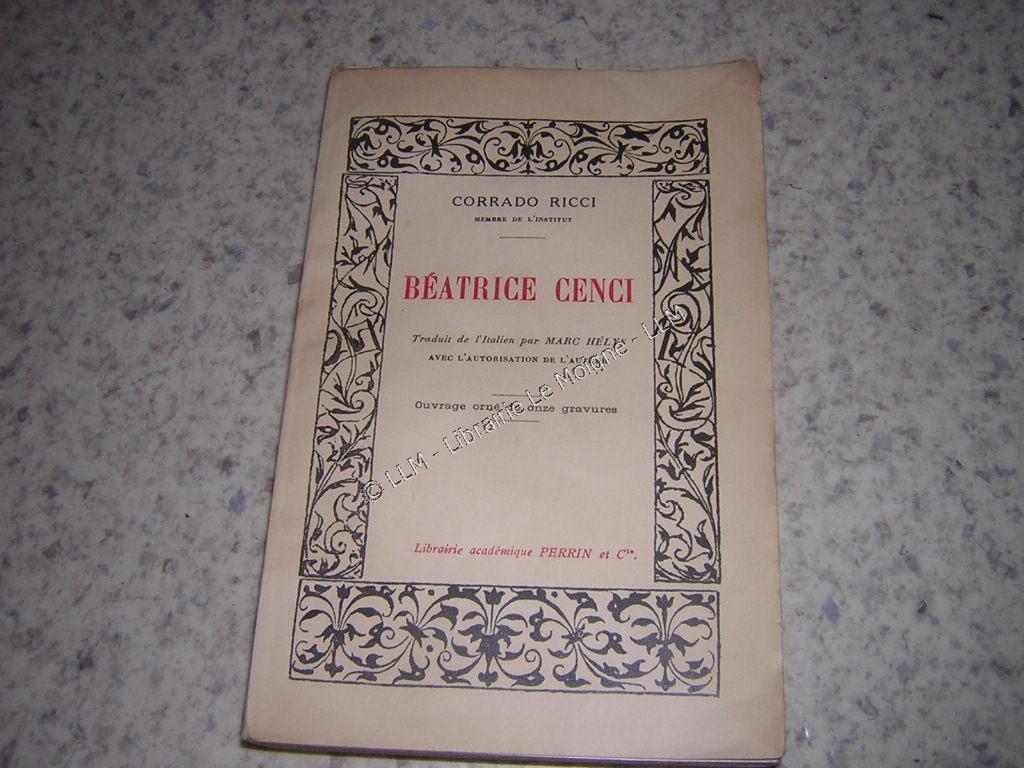 CORRADO RICCI
MEMBRE DE L'INSTITUT
BÉATRICE CENCI
Traduit de l'Italien par MARC
AVEC L'AUTORISATION DE L'AUTEUR
Ouvrage orné de onze gravures
Librairie académique PERRIN et Cie.
© LLM - Librairie Le Moigne - LLM